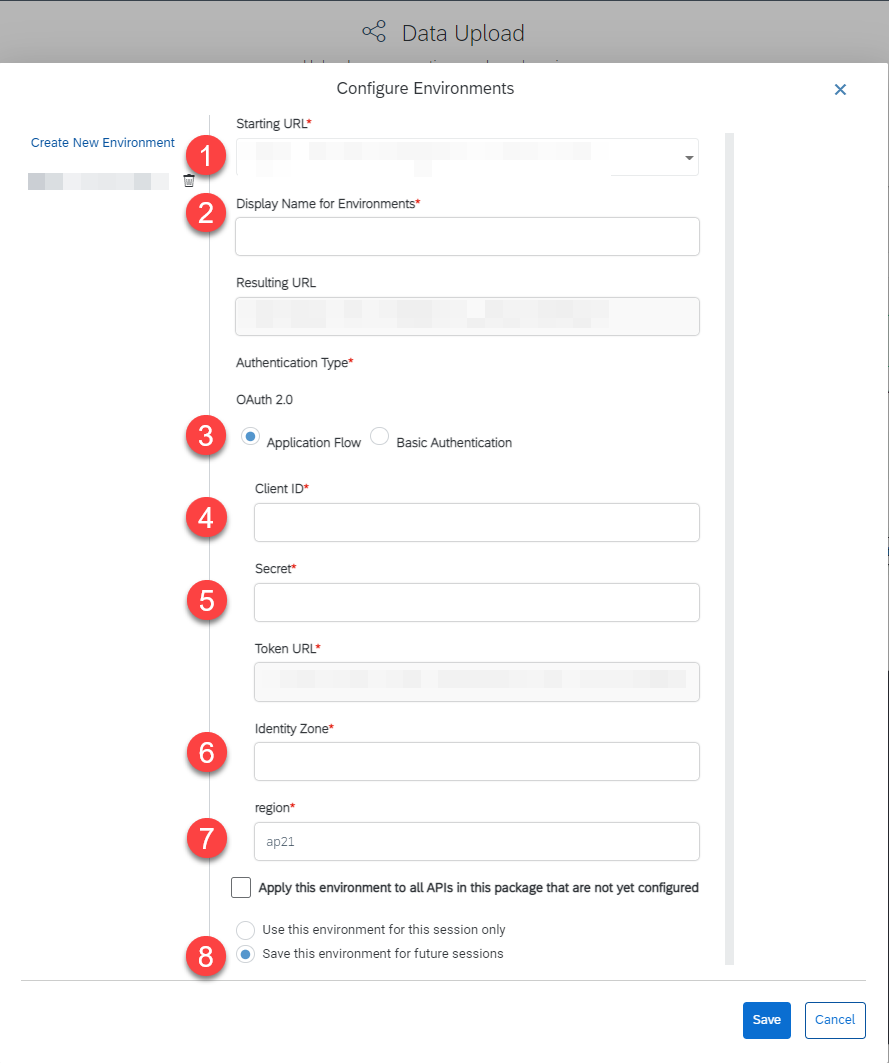 Data Upload
Configure Environments
Create New Environment
Starting URL*
1
2
Display Name for Environments*
Resulting URL
Authentication Type*
OAuth 2.0
3
Application Flow
Basic Authentication
Client ID*
4
Secret*
5
Token URL*
Identity Zone*
6
region*
7
ap21
Apply this environment to all APIs in this package that are not yet configured
Use this environment for this session only
8
Save this environment for future sessions
Save
Cancel